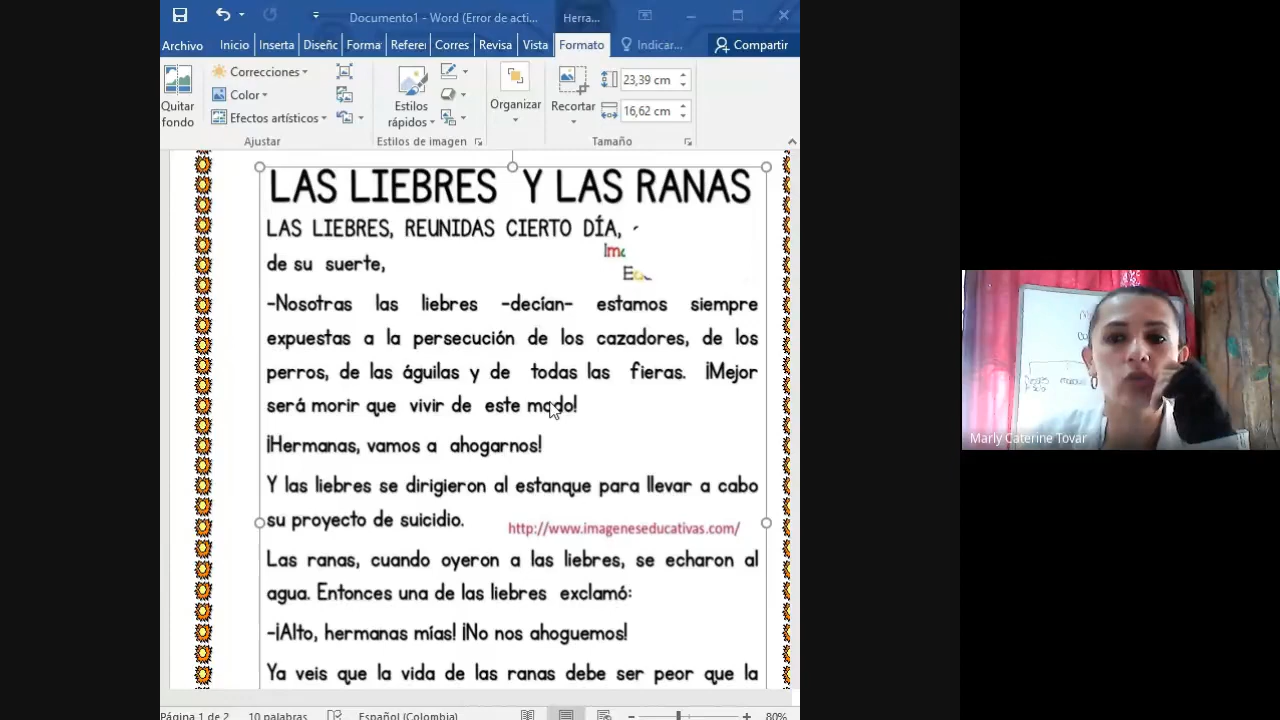 Documento1 - Word (Error de acti...
Herra...
Archivo
Inicio
Inserta
Diseño
Forma
Refere
Corres
Revisa
Vista
Formato
Indicar...
Compartir
Quitar
fondo
Correcciones
Color
Efectos artísticos
Ajustar
Estilos
rápidos
Estilos de imagen
Organizar
Recortar
23,39 cm
16,62 cm
Tamaño
LAS LIEBRES Y LAS RANAS
LAS LIEBRES, REUNIDAS CIERTO DÍA,
de su suerte,
-Nosotras las liebres -decían- estamos siempre
expuestas a la persecución de los cazadores, de los
perros, de las águilas y de todas las fieras. ¡Mejor
será morir que vivir de este modo!
¡Hermanas, vamos a ahogarnos!
Y las liebres se dirigieron al estanque para llevar a cabo
su proyecto de suicidio.
http://www.imageneseducativas.com/
Las ranas, cuando oyeron a las liebres, se echaron al
agua. Entonces una de las liebres exclamó:
-¡Alto, hermanas mías! ¡No nos ahoguemos!
Ya veis que la vida de las ranas debe ser peor que la
Página 1 de 2
10 palabras
Español (Colombia)
80%
Marly Caterine Tovar